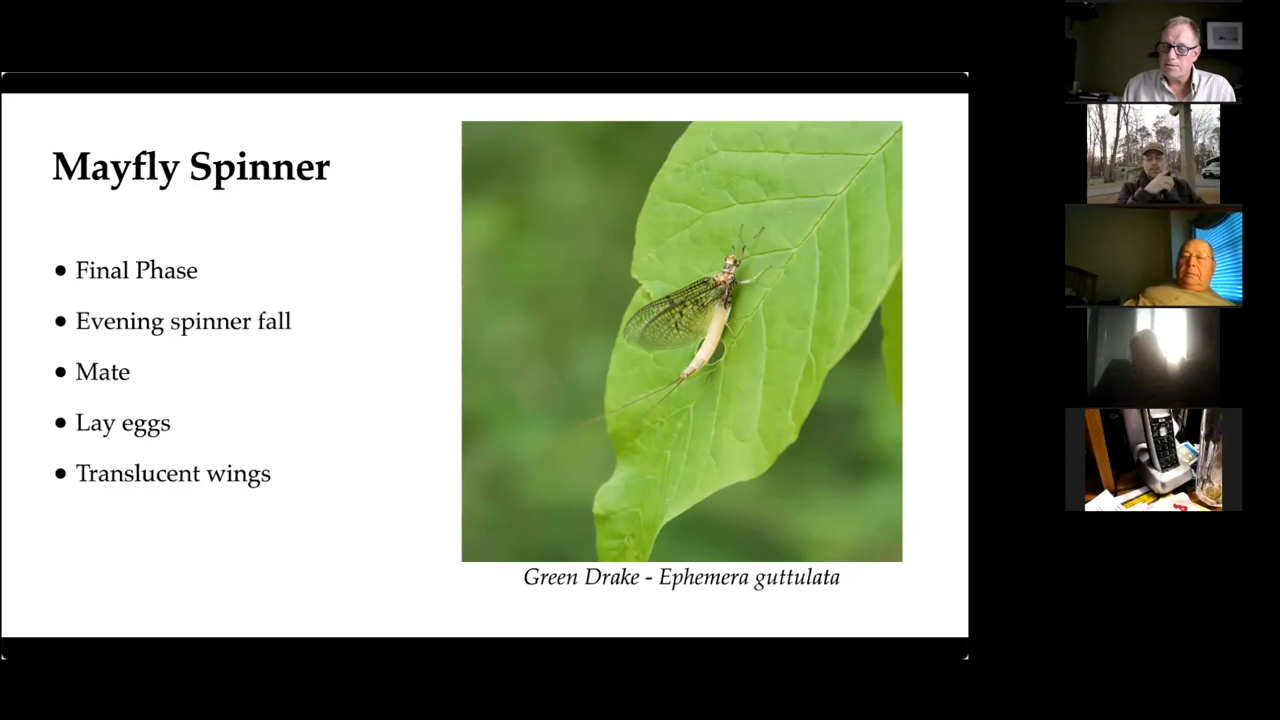 Mayfly Spinner
● Final Phase
● Evening spinner fall
● Mate
● Lay eggs
● Translucent wings
Green Drake - Ephemera guttulata